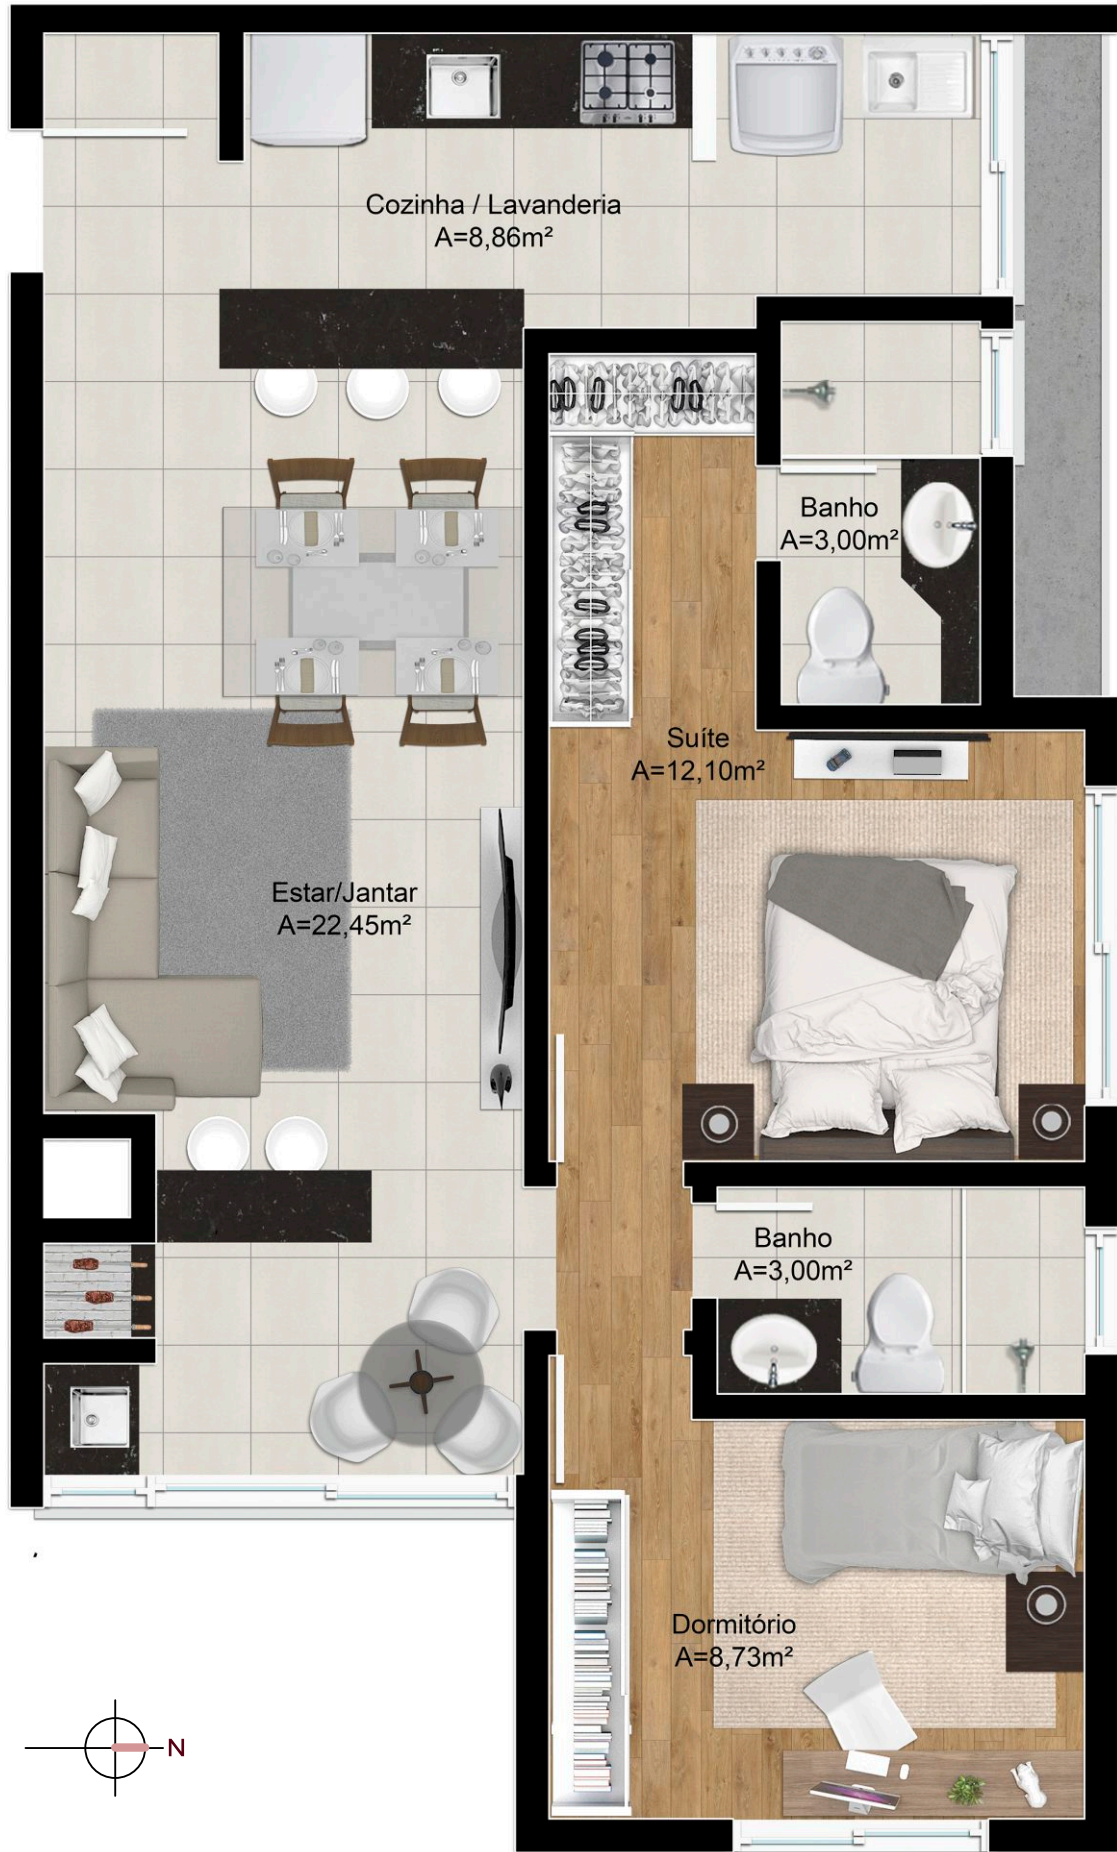 Cozinha / Lavanderia
A=8,86m²
Banho
A=3,00m²
Suíte
A=12,10m²
Estar/Jantar
A=22,45m²
Banho
A=3,00m²
Dormitório
A=8,73m²
N